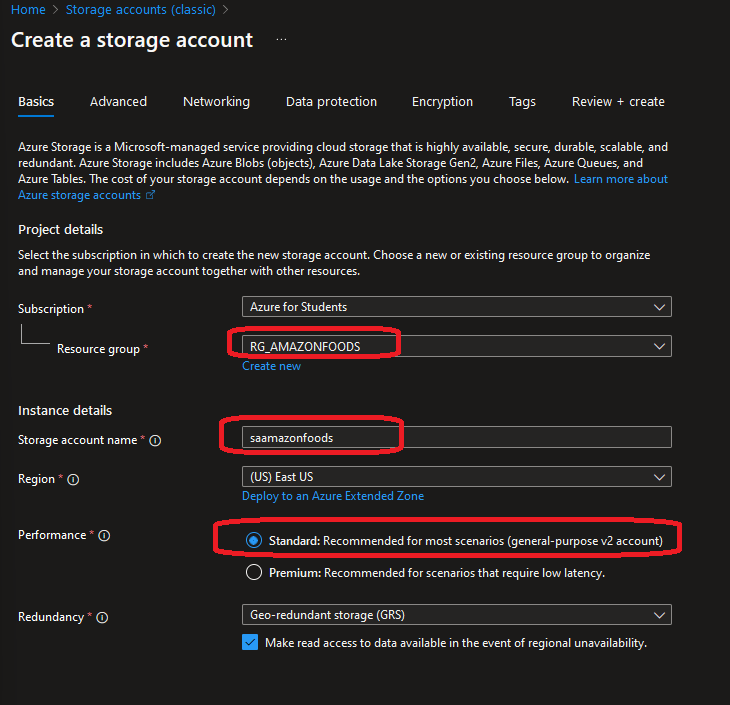 Home > Storage accounts (classic) >
Create a storage account ...
Basics Advanced Networking Data protection Encryption Tags Review + create
Azure Storage is a Microsoft-managed service providing cloud storage that is highly available, secure, durable, scalable, and
redundant. Azure Storage includes Azure Blobs (objects), Azure Data Lake Storage Gen2, Azure Files, Azure Queues, and
Azure Tables. The cost of your storage account depends on the usage and the options you choose below. Learn more about
Azure storage accounts
Project details
Select the subscription in which to create the new storage account. Choose a new or existing resource group to organize
and manage your storage account together with other resources.
Subscription * Azure for Students
Resource group * RG_AMAZONFOODS
Create new
Instance details
Storage account name * saamazonfoods
Region * (US) East US
Deploy to an Azure Extended Zone
Performance * Standard: Recommended for most scenarios (general-purpose v2 account)
Premium: Recommended for scenarios that require low latency.
Redundancy * Geo-redundant storage (GRS)
Make read access to data available in the event of regional unavailability.